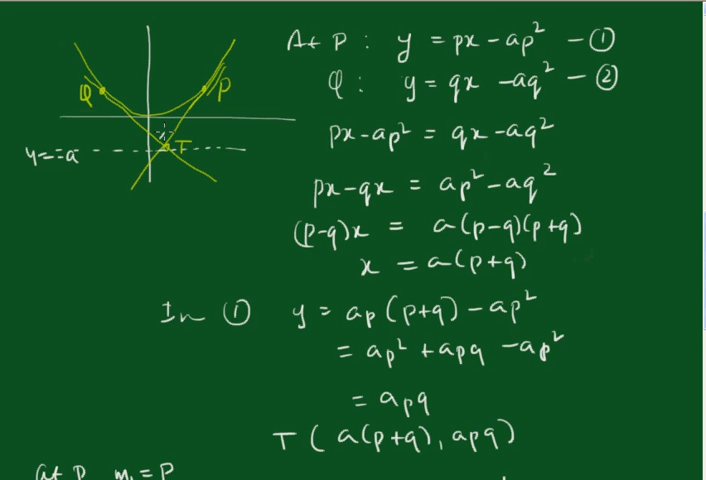 At P : y = px - ap² - ①
Q : y = qx - aq² - ②
Q
P
T
y = -a
px - ap² = qx - aq²
px - qx = ap² - aq²
(p-q)x = a(p-q)(p+q)
x = a(p+q)
In ① y = ap(p+q) - ap²
= ap² + apq - ap²
= apq
T ( a(p+q), apq)
At P m₁ = P